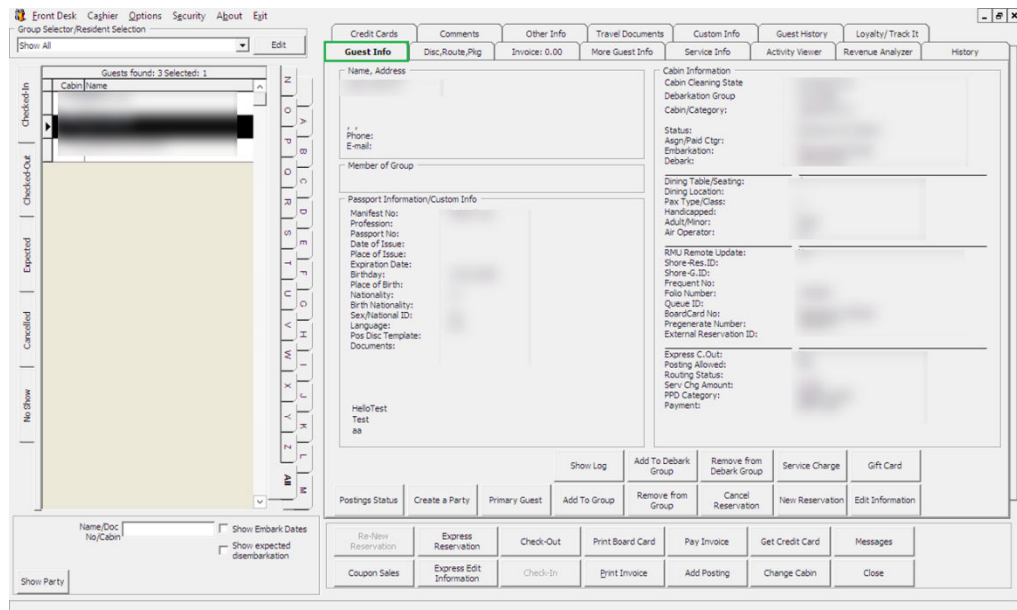 Front Desk Cashier Options Security About Exit
Group Selector/Resident Selection
Show All
Edit
Guests found: 3 Selected: 1
Cabin Name
Checked-In
Checked-Out
Expected
Cancelled
No Show
N
O
P
Q
R
S
T
U
V
W
X
Y
Z
All
A
B
C
D
E
F
G
H
I
J
K
L
M
Name/Doc No/Cabin
Show Embark Dates
Show expected disembarkation
Show Party
Credit Cards
Comments
Other Info
Travel Documents
Custom Info
Guest History
Loyalty/Track It
Guest Info
Disc,Route,Pkg
Invoice: 0.00
More Guest Info
Service Info
Activity Viewer
Revenue Analyzer
History
Name, Address
, ,
Phone:
E-mail:
Member of Group
Passport Information/Custom Info
Manifest No:
Profession:
Passport No:
Date of Issue:
Place of Issue:
Expiration Date:
Birthday:
Place of Birth:
Nationality:
Birth Nationality:
Sex/National ID:
Language:
Pos Disc Template:
Documents:
HelloTest
Test
aa
Cabin Information
Cabin Cleaning State
Debarkation Group
Cabin/Category:
Status:
Asgn/Paid Ctgr:
Embarkation:
Debark:
Dining Table/Seating:
Dining Location:
Pax Type/Class:
Handicapped:
Adult/Minor:
Air Operator:
RMU Remote Update:
Shore-Res.ID:
Shore-G.ID:
Frequent No:
Folio Number:
Queue ID:
BoardCard No:
Pregenerate Number:
External Reservation ID:
Express C.Out:
Posting Allowed:
Routing Status:
Serv Chg Amount:
PPD Category:
Payment:
Show Log
Add To Debark Group
Remove from Debark Group
Service Charge
Gift Card
Postings Status
Create a Party
Primary Guest
Add To Group
Remove from Group
Cancel Reservation
New Reservation
Edit Information
Re-New Reservation
Express Reservation
Check-Out
Print Board Card
Pay Invoice
Get Credit Card
Messages
Coupon Sales
Express Edit Information
Check-In
Print Invoice
Add Posting
Change Cabin
Close